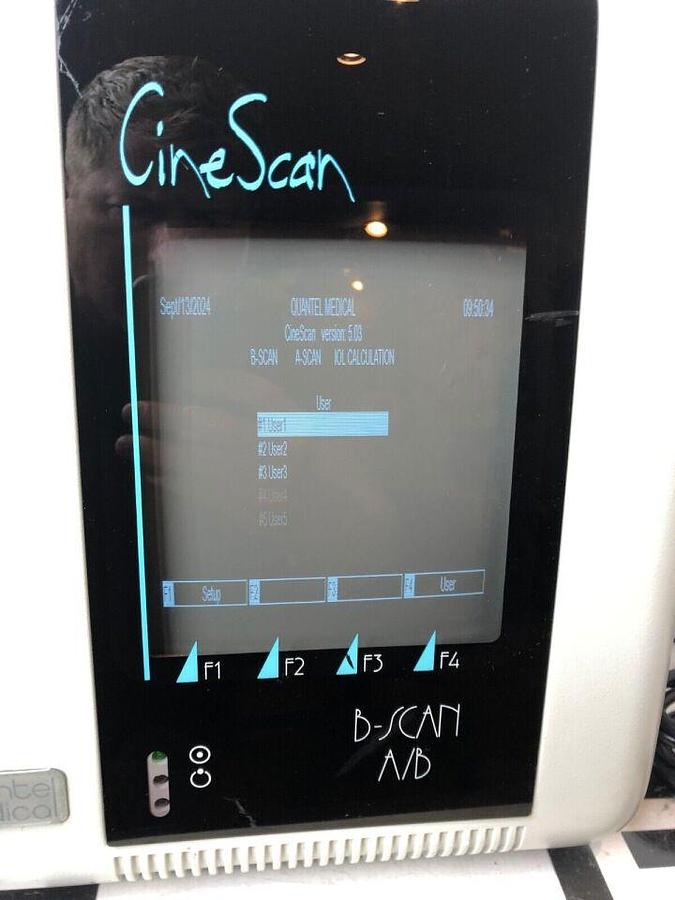 CineScan
Sept/13/2024 QUANTEL MEDICAL 09:50:34
CineScan version: 5.03
B-SCAN A-SCAN IOL CALCULATION
User
#1 User1
#2 User2
#3 User3
#4 User4
#5 User5
F1 Setup F2 F3 F4 User
F1 F2 F3 F4
B-SCAN
A/B
ntel
dical